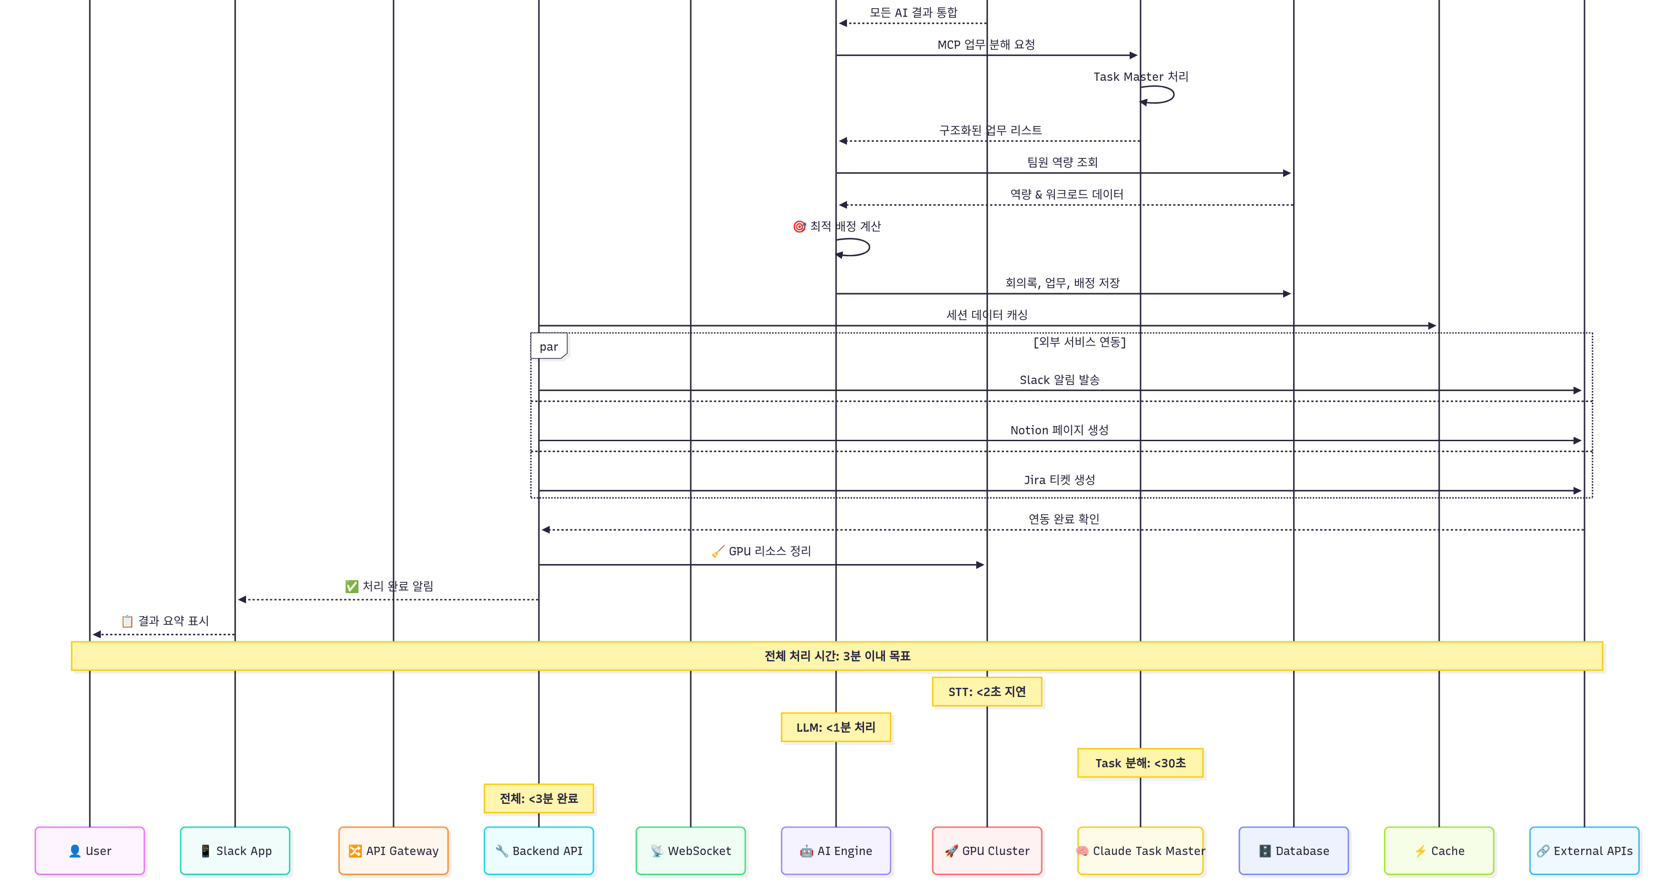 모든 AI 결과 통합
MCP 업무 분해 요청
Task Master 처리
구조화된 업무 리스트
팀원 역량 조회
역량 & 워크로드 데이터
🎯 최적 배정 계산
회의록, 업무, 배정 저장
세션 데이터 캐싱
par
[외부 서비스 연동]
Slack 알림 발송
Notion 페이지 생성
Jira 티켓 생성
연동 완료 확인
🧹 GPU 리소스 정리
✅ 처리 완료 알림
📋 결과 요약 표시
전체 처리 시간: 3분 이내 목표
STT: <2초 지연
LLM: <1분 처리
Task 분해: <30초
전체: <3분 완료
👤 User
📱 Slack App
🔀 API Gateway
🔧 Backend API
📡 WebSocket
🤖 AI Engine
🚀 GPU Cluster
🧠 Claude Task Master
🗄️ Database
⚡ Cache
🔗 External APIs